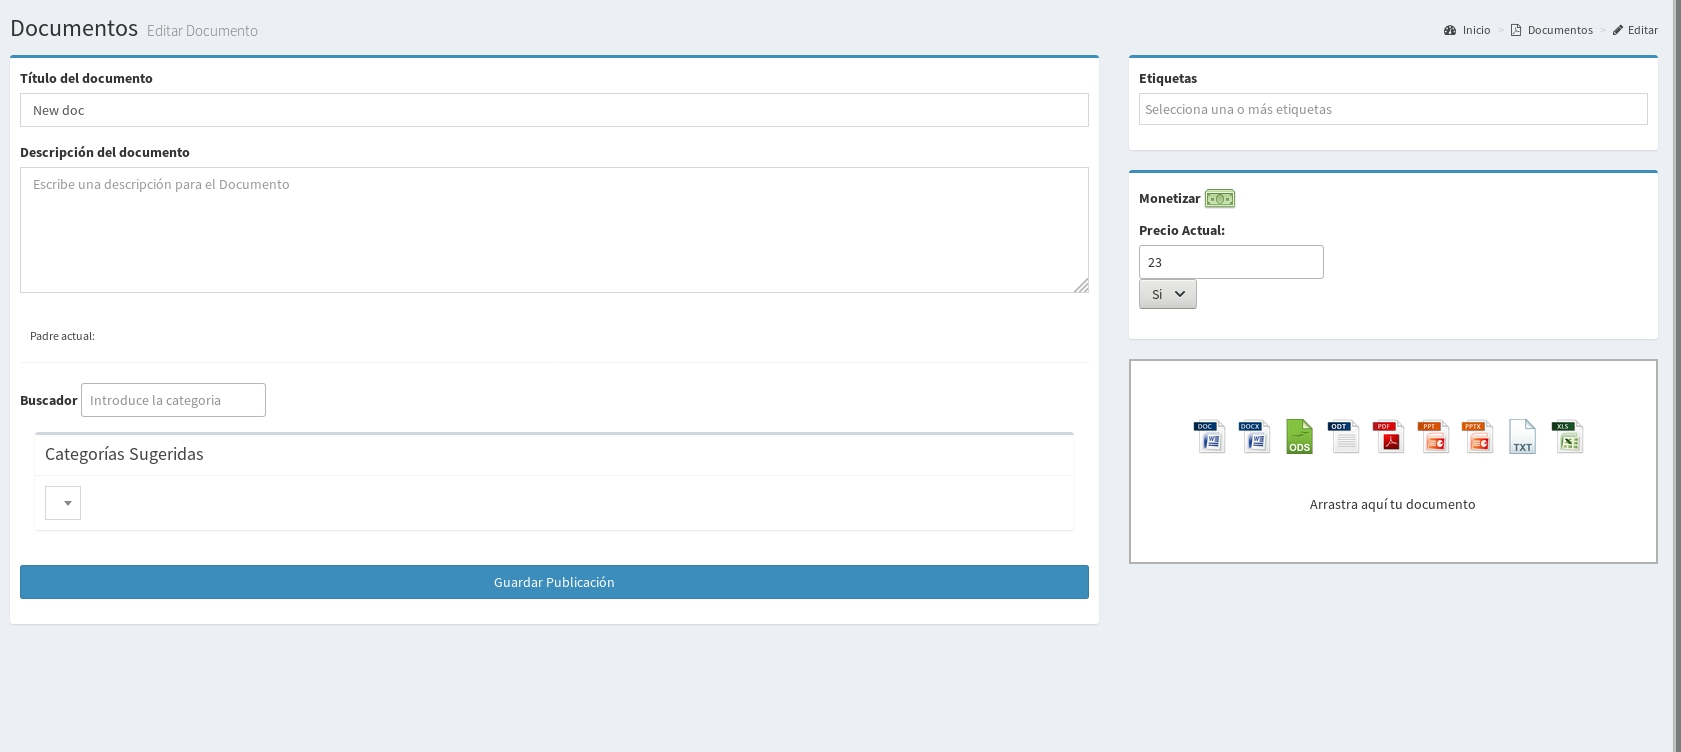 Documentos Editar Documento
Inicio > Documentos > Editar
Título del documento
New doc
Descripción del documento
Escribe una descripción para el Documento
Padre actual:
Buscador Introduce la categoria
Categorías Sugeridas
Guardar Publicación
Etiquetas
Selecciona una o más etiquetas
Monetizar
Precio Actual:
23
Si
DOC DOCX ODS ODT PDF PPT PPTX TXT XLS
Arrastra aquí tu documento